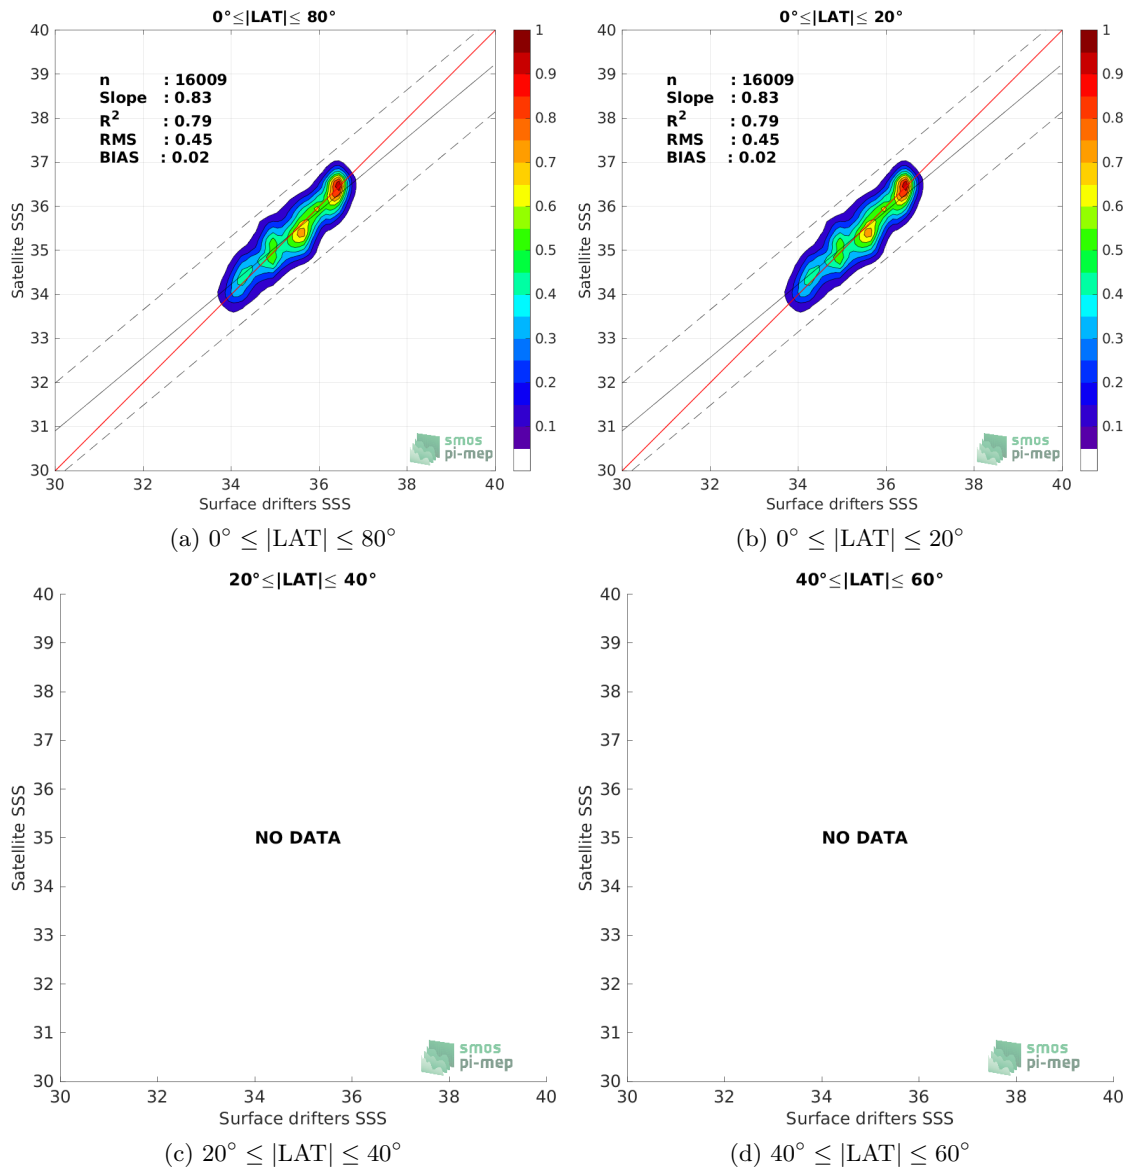 0°≤|LAT|≤ 80°
40
39
38
37
36
35
34
33
32
31
30
Satellite SSS
n : 16009
Slope : 0.83
R² : 0.79
RMS : 0.45
BIAS : 0.02
1
0.9
0.8
0.7
0.6
0.5
0.4
0.3
0.2
0.1
smos
pi-mep
30 32 34 36 38 40
Surface drifters SSS
(a) 0° ≤ |LAT| ≤ 80°
0°≤|LAT|≤ 20°
40
39
38
37
36
35
34
33
32
31
30
Satellite SSS
n : 16009
Slope : 0.83
R² : 0.79
RMS : 0.45
BIAS : 0.02
1
0.9
0.8
0.7
0.6
0.5
0.4
0.3
0.2
0.1
smos
pi-mep
30 32 34 36 38 40
Surface drifters SSS
(b) 0° ≤ |LAT| ≤ 20°
20°≤|LAT|≤ 40°
40
39
38
37
36
35
34
33
32
31
30
Satellite SSS
NO DATA
smos
pi-mep
30 32 34 36 38 40
Surface drifters SSS
(c) 20° ≤ |LAT| ≤ 40°
40°≤|LAT|≤ 60°
40
39
38
37
36
35
34
33
32
31
30
Satellite SSS
NO DATA
smos
pi-mep
30 32 34 36 38 40
Surface drifters SSS
(d) 40° ≤ |LAT| ≤ 60°